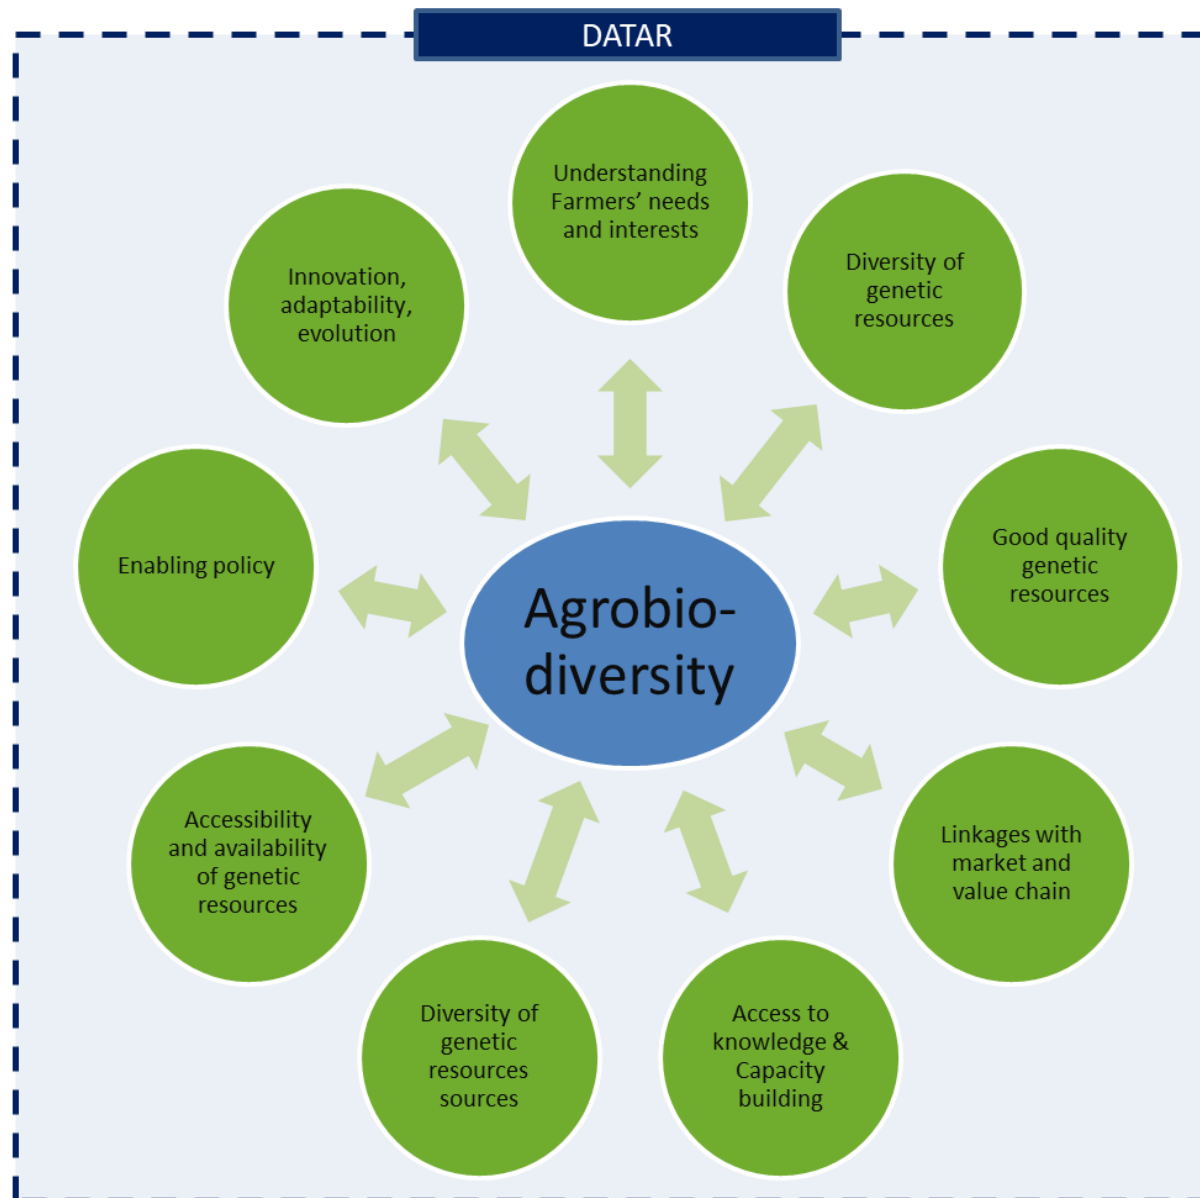 DATAR
Understanding
Farmers’ needs
and interests
Diversity of
genetic
resources
Good quality
genetic
resources
Linkages with
market and
value chain
Access to
knowledge &
Capacity
building
Diversity of
genetic
resources
sources
Accessibility
and availability
of genetic
resources
Enabling policy
Innovation,
adaptability,
evolution
Agrobio-
diversity